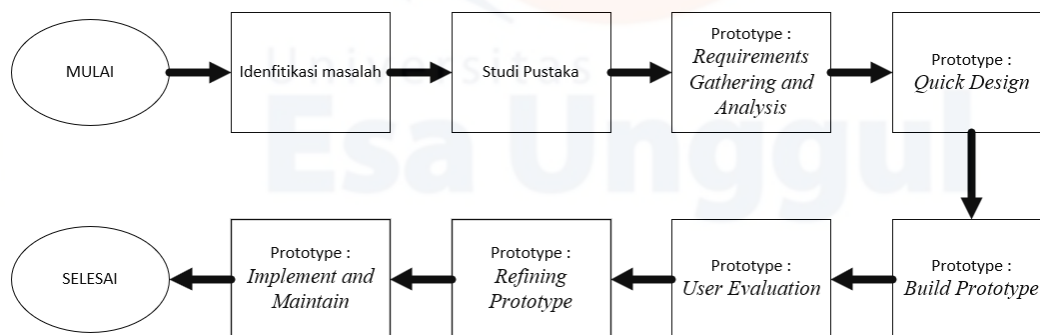 MULAI
Idenfitikasi masalah
Studi Pustaka
Prototype :
Requirements
Gathering and
Analysis
Prototype :
Quick Design
Universitas
Esa Unggul
SELESAI
Prototype :
Implement and
Maintain
Prototype :
Refining
Prototype
Prototype :
User Evaluation
Prototype :
Build Prototype